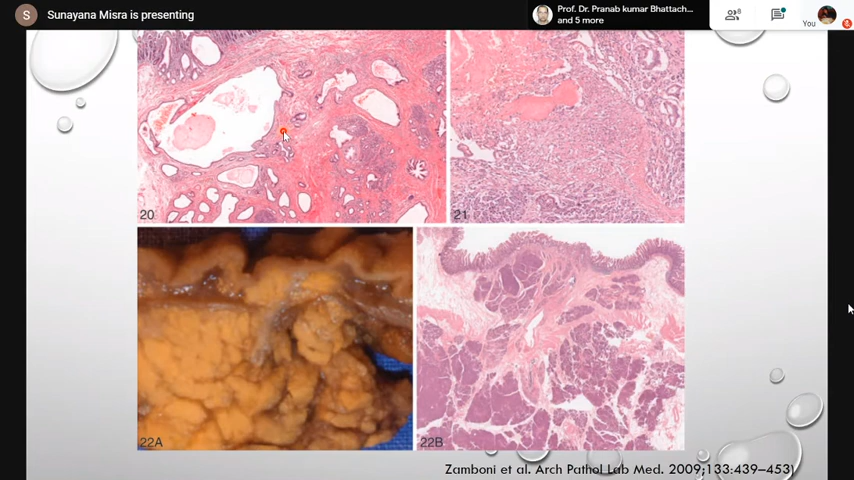 S Sunayana Misra is presenting
Prof. Dr. Pranab kumar Bhattach...
and 5 more
8
You
20
21
22A
22B
Zamboni et al. Arch Pathol Lab Med. 2009;133:439–453)